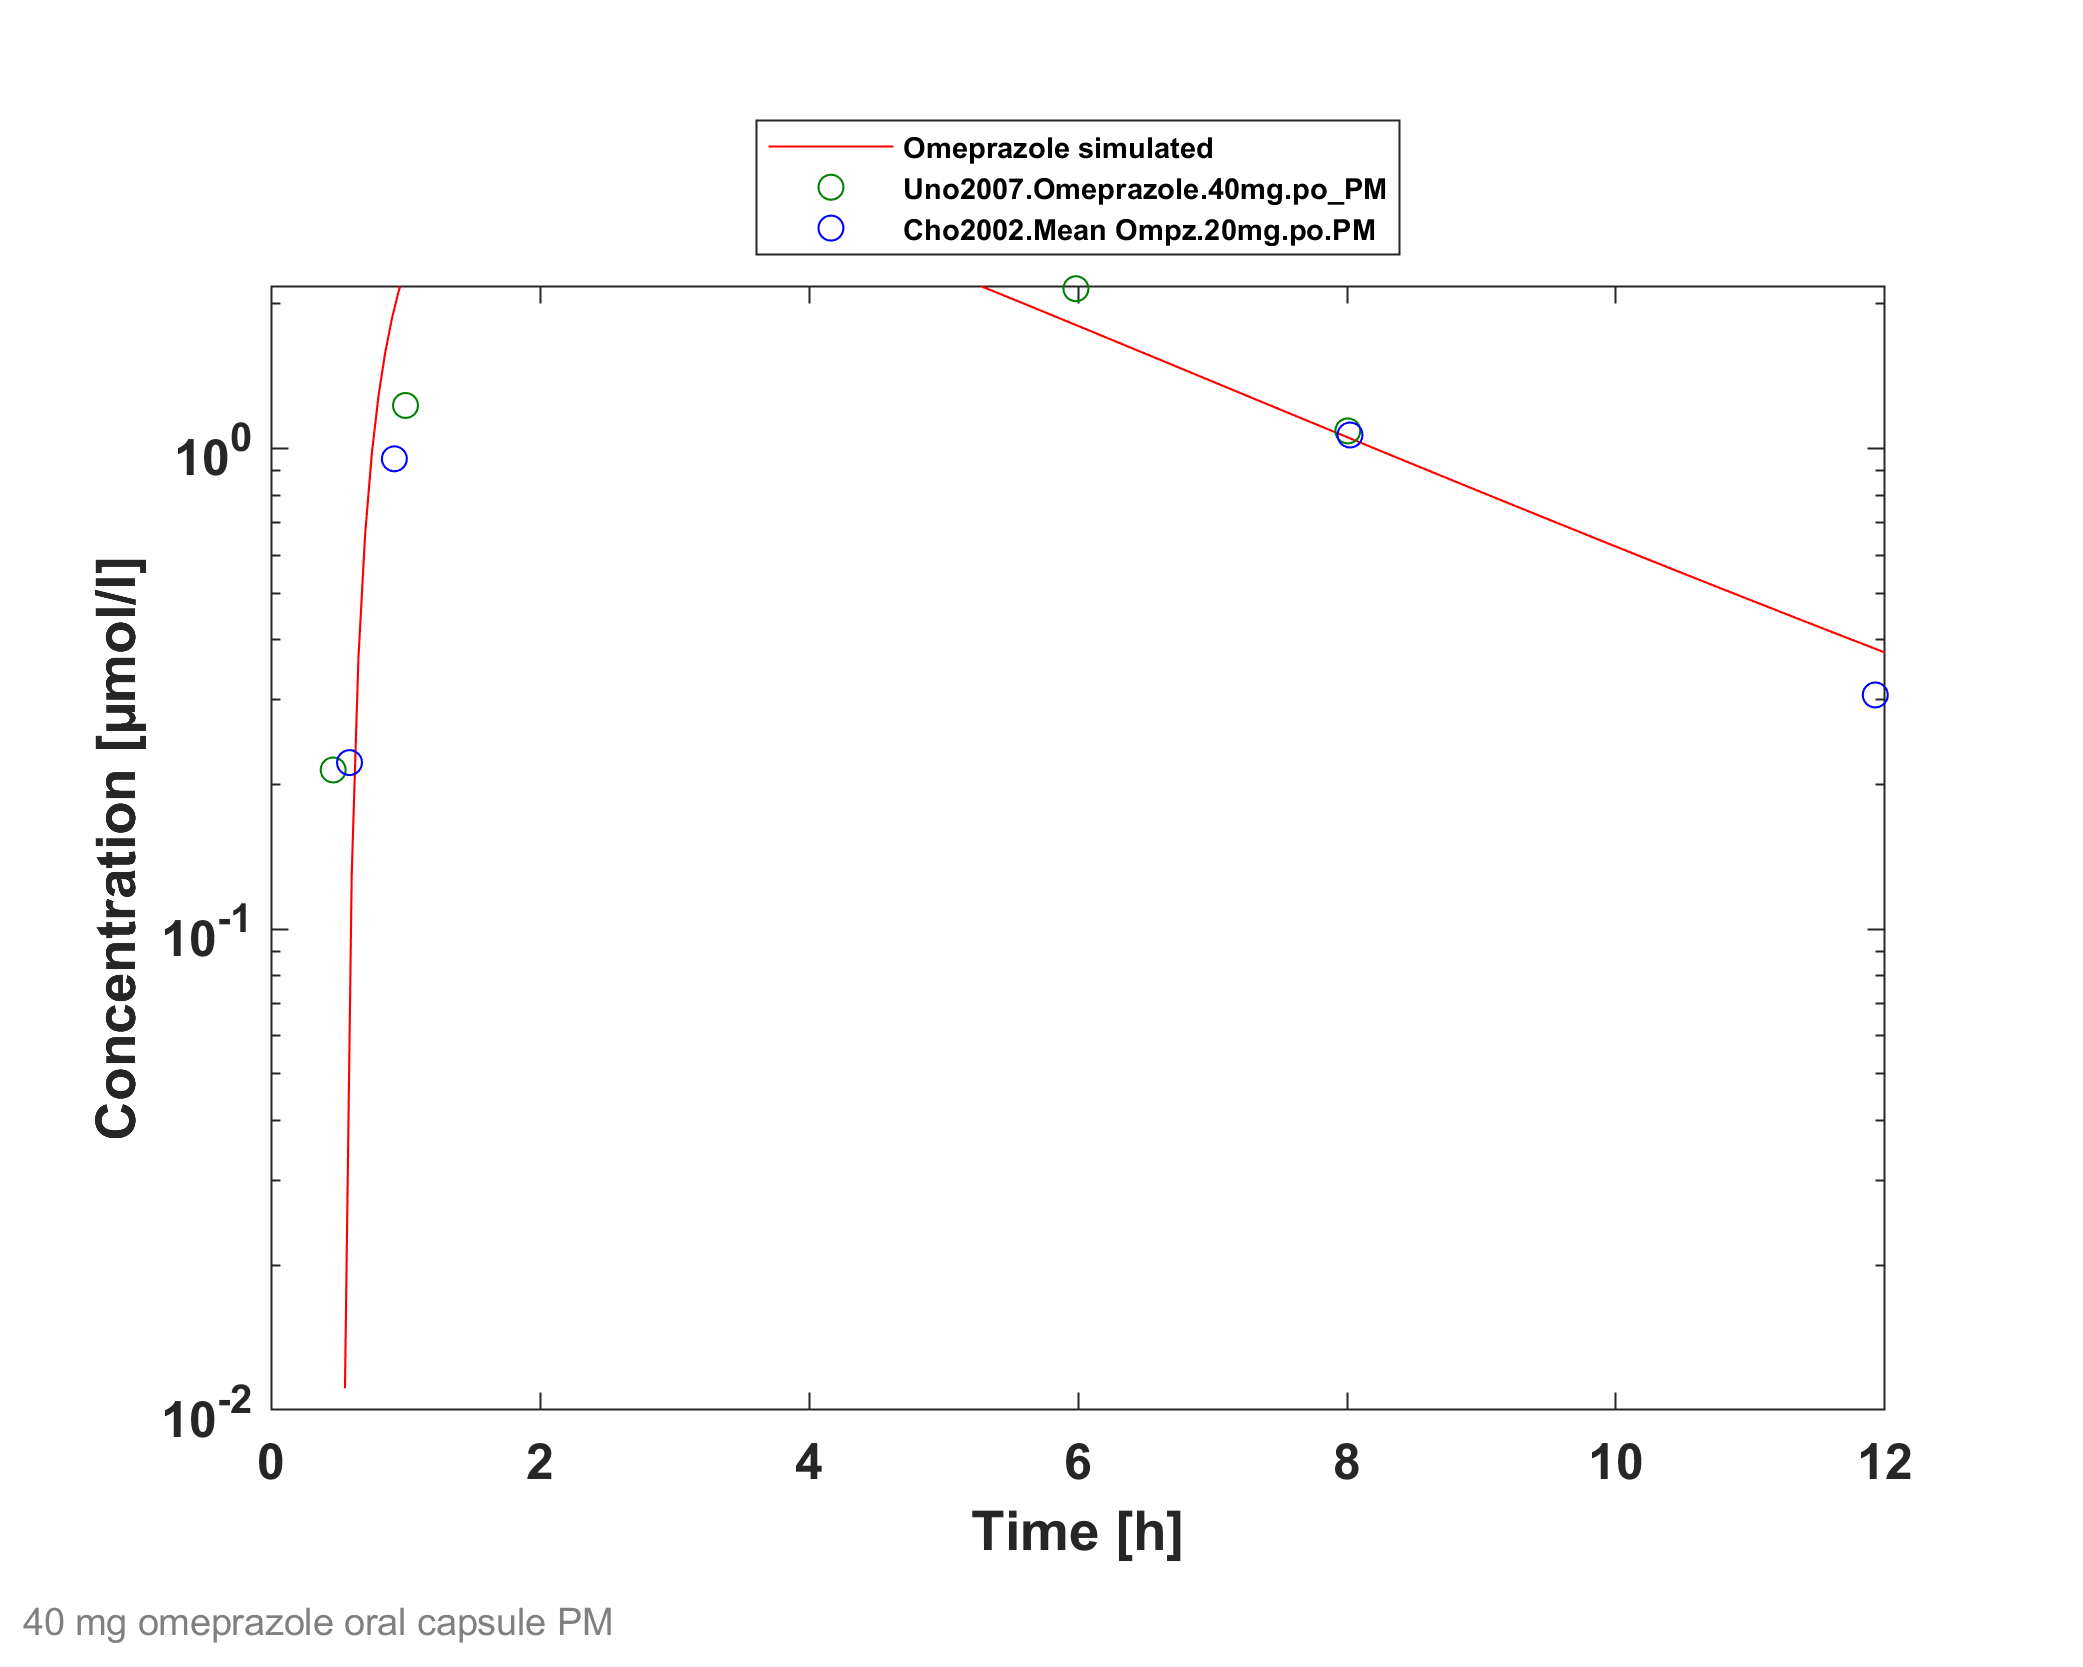 Omeprazole simulated
Uno2007.Omeprazole.40mg.po_PM
Cho2002.Mean Ompz.20mg.po.PM
Concentration [µmol/l]
10^0
10^-1
10^-2
0 2 4 6 8 10 12
Time [h]
40 mg omeprazole oral capsule PM